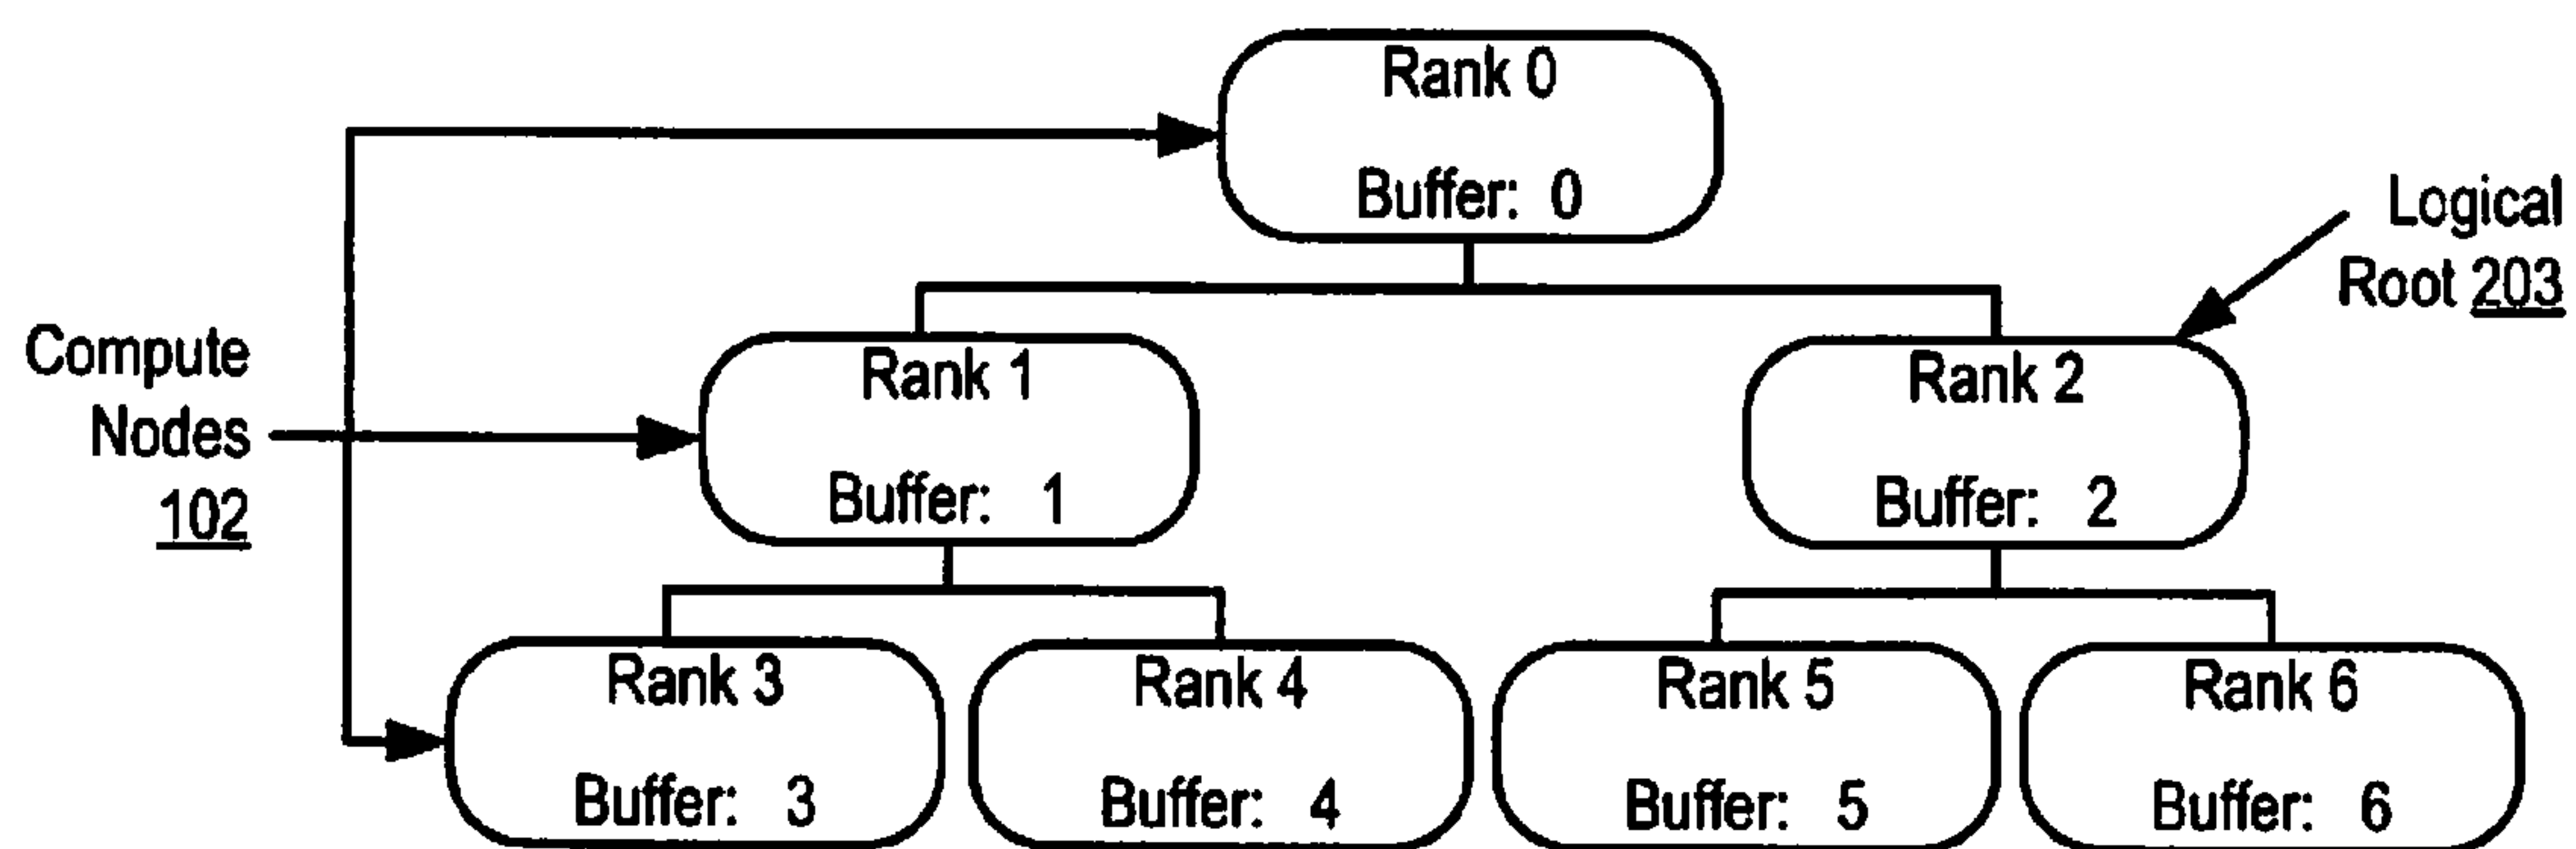 Rank 0
Buffer: 0
Logical
Root 203
Compute
Nodes
102
Rank 1
Buffer: 1
Rank 2
Buffer: 2
Rank 3
Buffer: 3
Rank 4
Buffer: 4
Rank 5
Buffer: 5
Rank 6
Buffer: 6